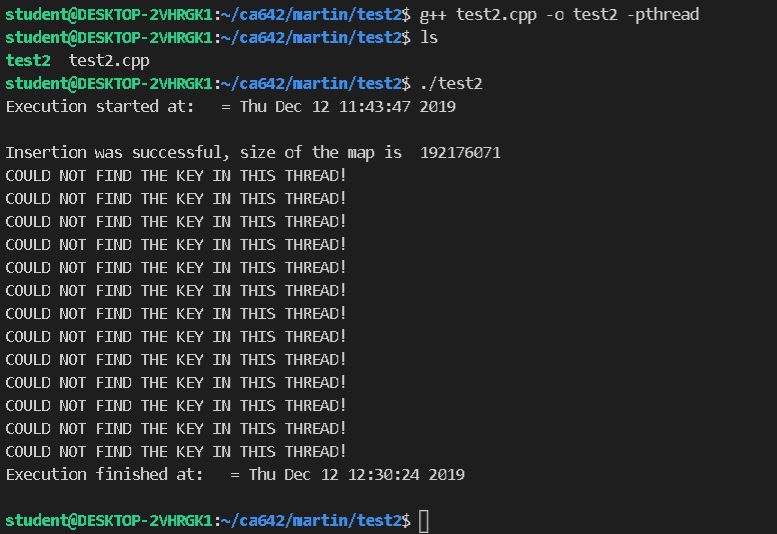 student@DESKTOP-2VHRGK1:~/ca642/martin/test2$ g++ test2.cpp -o test2 -pthread
student@DESKTOP-2VHRGK1:~/ca642/martin/test2$ ls
test2  test2.cpp
student@DESKTOP-2VHRGK1:~/ca642/martin/test2$ ./test2
Execution started at:   = Thu Dec 12 11:43:47 2019
Insertion was successful, size of the map is  192176071
COULD NOT FIND THE KEY IN THIS THREAD!
COULD NOT FIND THE KEY IN THIS THREAD!
COULD NOT FIND THE KEY IN THIS THREAD!
COULD NOT FIND THE KEY IN THIS THREAD!
COULD NOT FIND THE KEY IN THIS THREAD!
COULD NOT FIND THE KEY IN THIS THREAD!
COULD NOT FIND THE KEY IN THIS THREAD!
COULD NOT FIND THE KEY IN THIS THREAD!
COULD NOT FIND THE KEY IN THIS THREAD!
COULD NOT FIND THE KEY IN THIS THREAD!
COULD NOT FIND THE KEY IN THIS THREAD!
COULD NOT FIND THE KEY IN THIS THREAD!
COULD NOT FIND THE KEY IN THIS THREAD!
Execution finished at:   = Thu Dec 12 12:30:24 2019
student@DESKTOP-2VHRGK1:~/ca642/martin/test2$